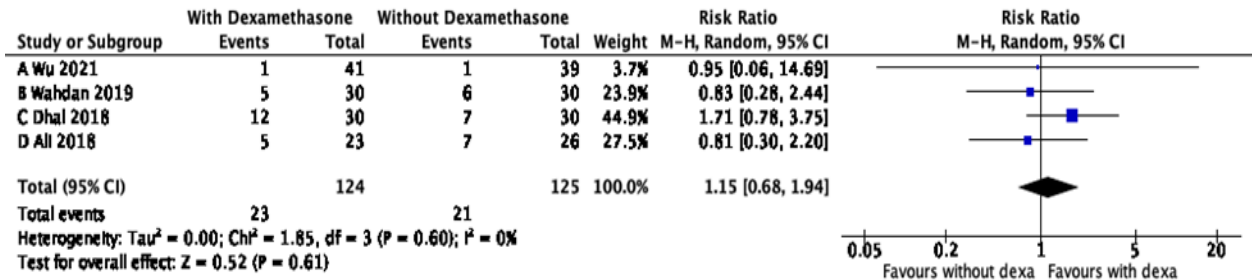 With Dexamethasone Without Dexamethasone Risk Ratio Risk Ratio
Study or Subgroup Events Total Events Total Weight M-H, Random, 95% CI M-H, Random, 95% CI
A Wu 2021 1 41 1 39 3.7% 0.95 [0.06, 14.69]
B Wahdan 2019 5 30 6 30 23.9% 0.83 [0.28, 2.44]
C Dhal 2018 12 30 7 30 44.9% 1.71 [0.78, 3.75]
D Ali 2018 5 23 7 26 27.5% 0.81 [0.30, 2.20]
Total (95% CI) 124 125 100.0% 1.15 [0.68, 1.94]
Total events 23 21
Heterogeneity: Tau² = 0.00; Chi² = 1.85, df = 3 (P = 0.60); I² = 0%
Test for overall effect: Z = 0.52 (P = 0.61)
0.05 0.2 1 5 20
Favours without dexa Favours with dexa